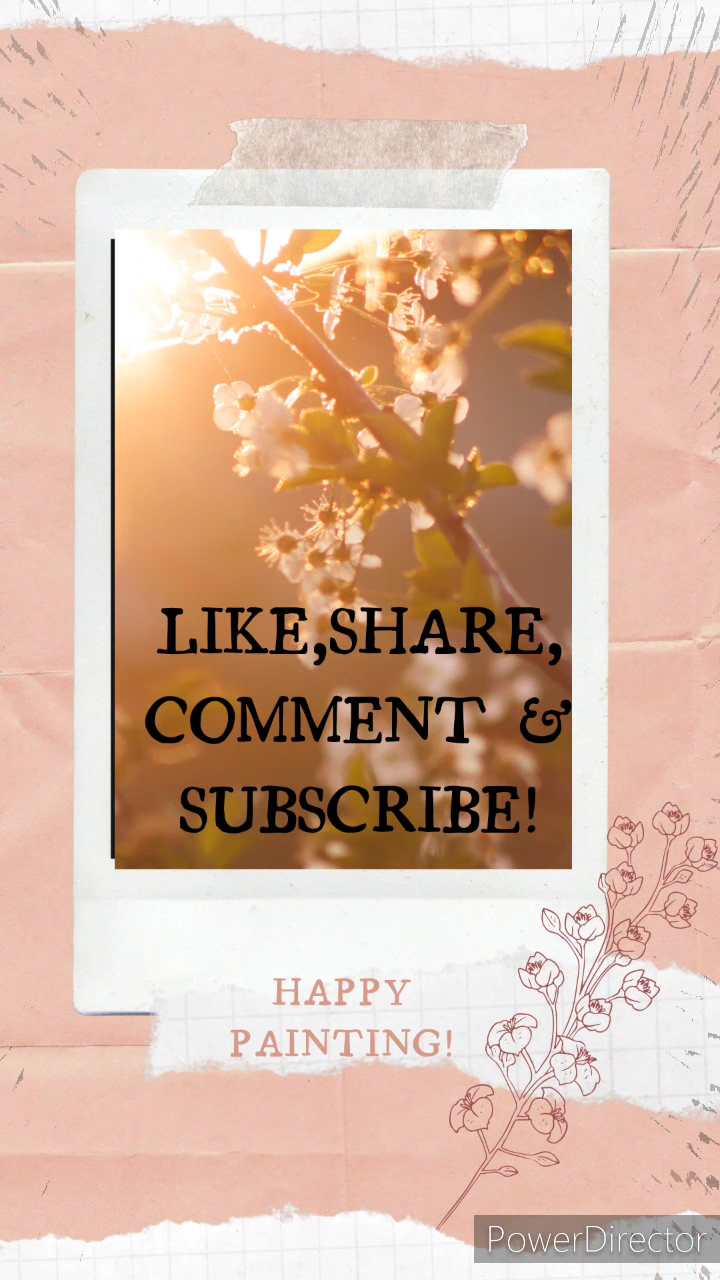 LIKE,SHARE,
COMMENT &
SUBSCRIBE!
HAPPY
PAINTING!
PowerDirector